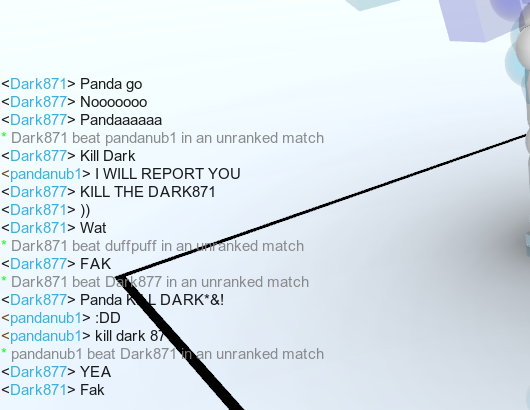 <Dark871> Panda go
<Dark877> Nooooooo
<Dark877> Pandaaaaaa
* Dark871 beat pandanub1 in an unranked match
<Dark877> Kill Dark
<pandanub1> I WILL REPORT YOU
<Dark877> KILL THE DARK871
<Dark871> ))
<Dark871> Wat
* Dark871 beat duffpuff in an unranked match
<Dark877> FAK
* Dark871 beat Dark877 in an unranked match
<Dark877> Panda DARK*&!
<pandanub1> :DD
<pandanub1> kill dark
* pandanub1 beat Dark871 in an unranked match
<Dark877> YEA
<Dark871> Fak